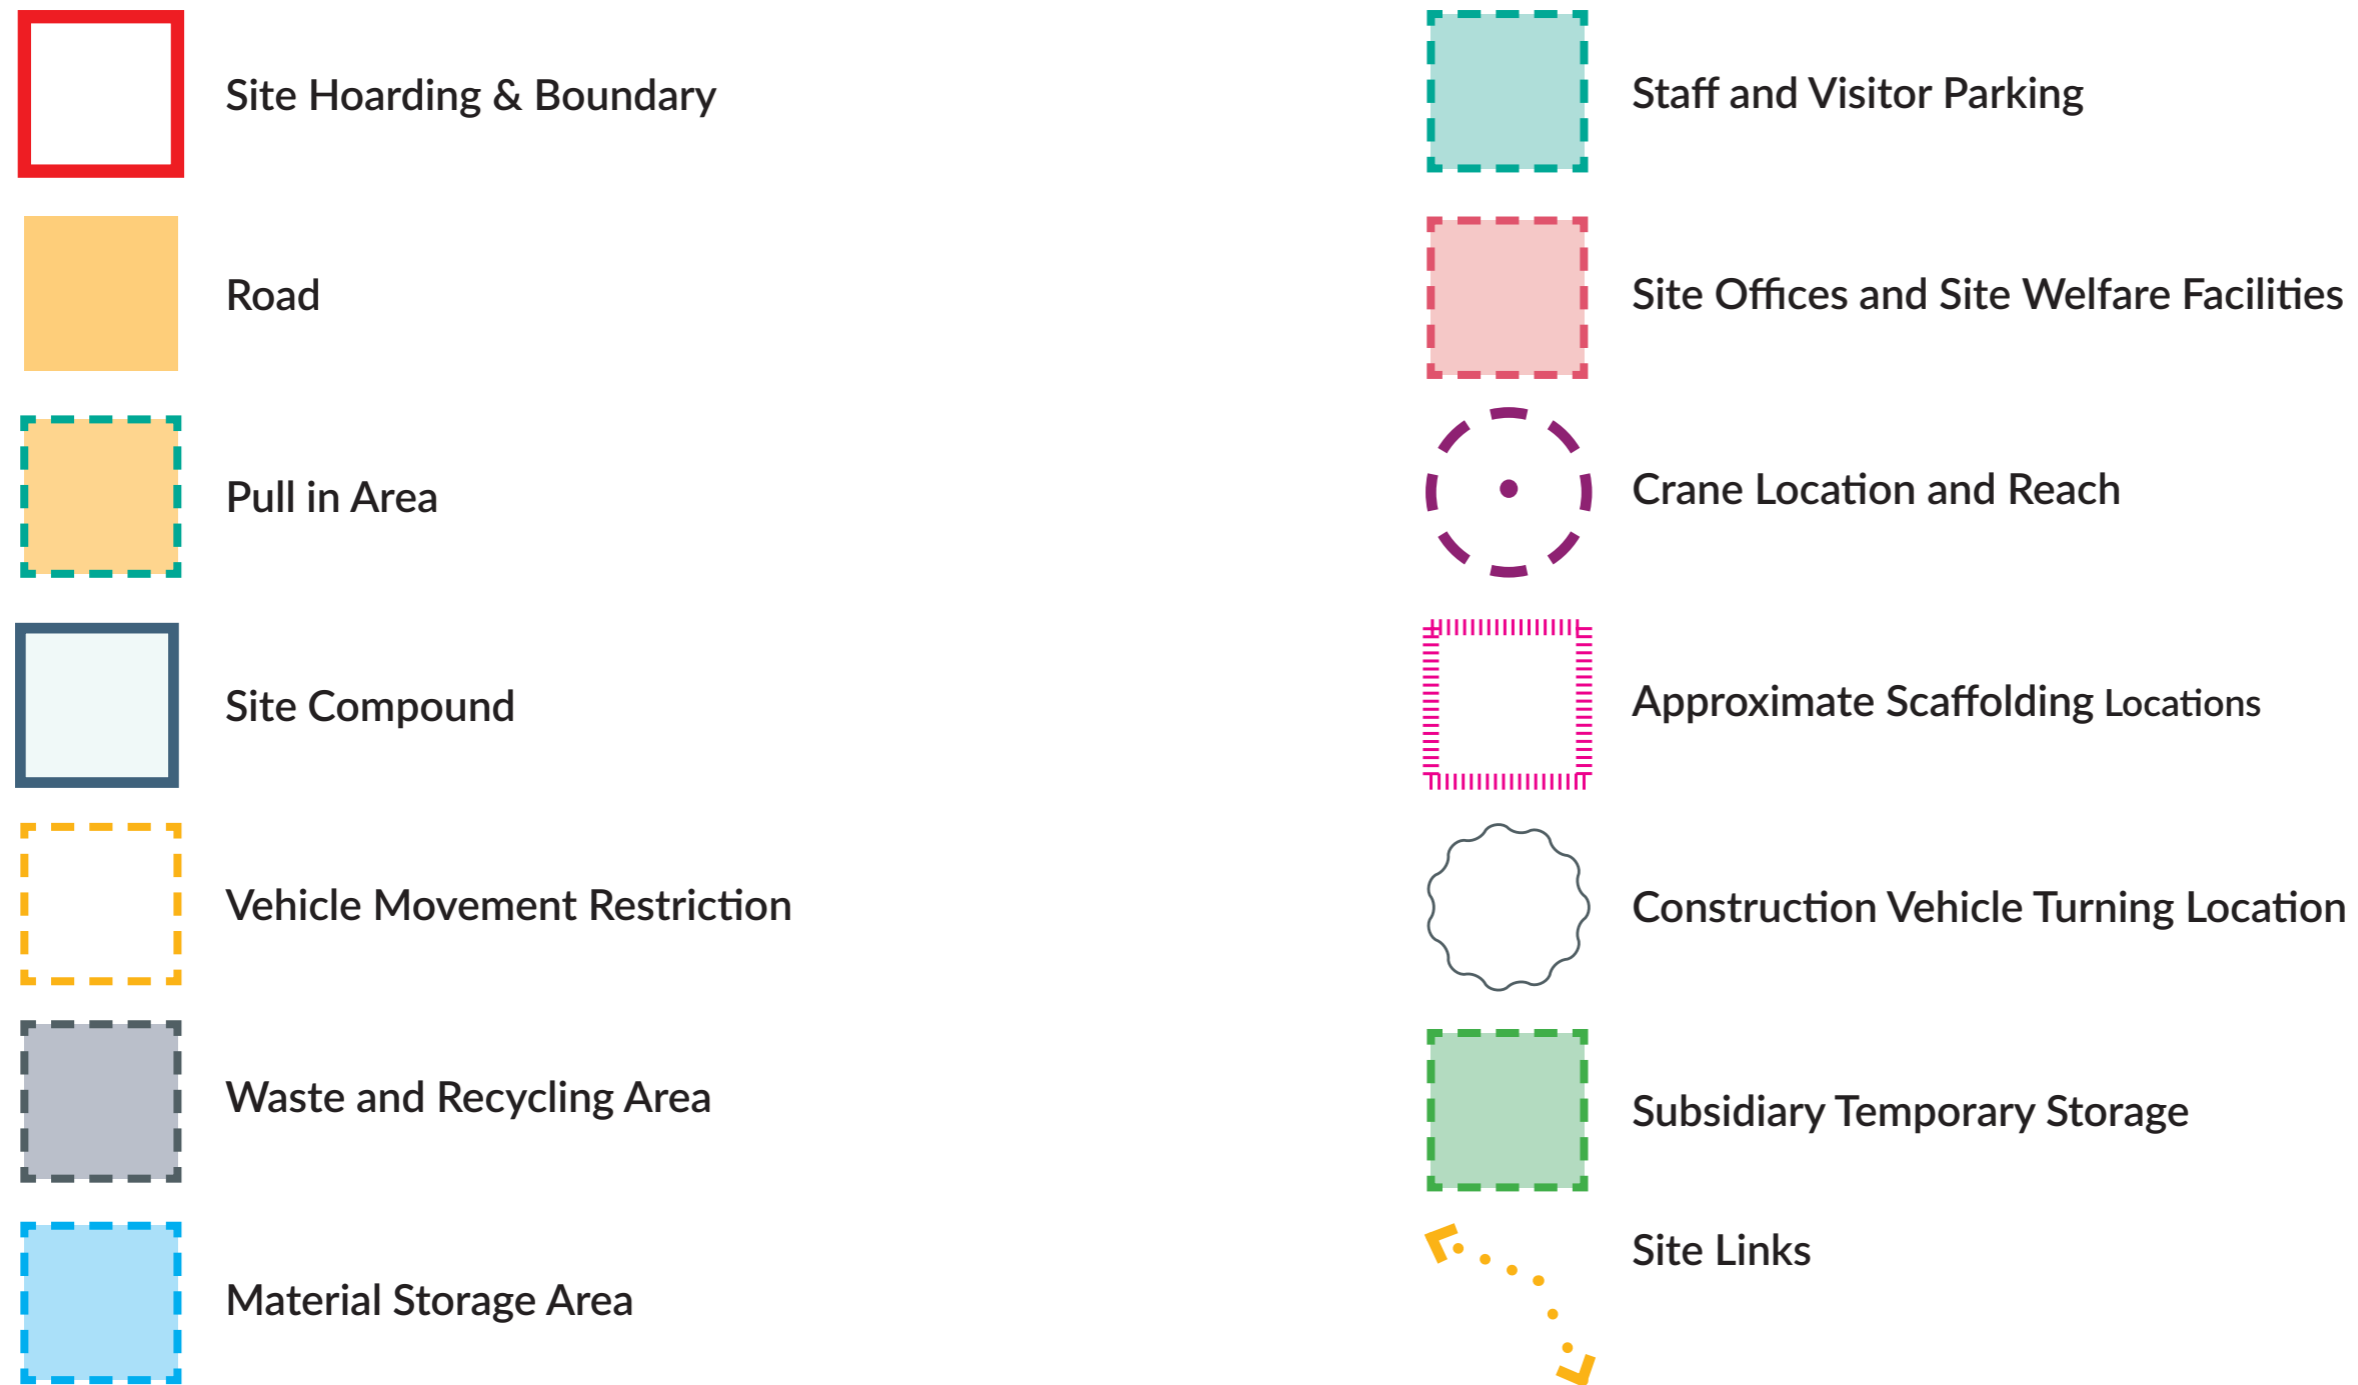 Site Hoarding & Boundary
Road
Pull in Area
Site Compound
Vehicle Movement Restriction
Waste and Recycling Area
Material Storage Area
Staff and Visitor Parking
Site Offices and Site Welfare Facilities
Crane Location and Reach
Approximate Scaffolding Locations
Construction Vehicle Turning Location
Subsidiary Temporary Storage
Site Links